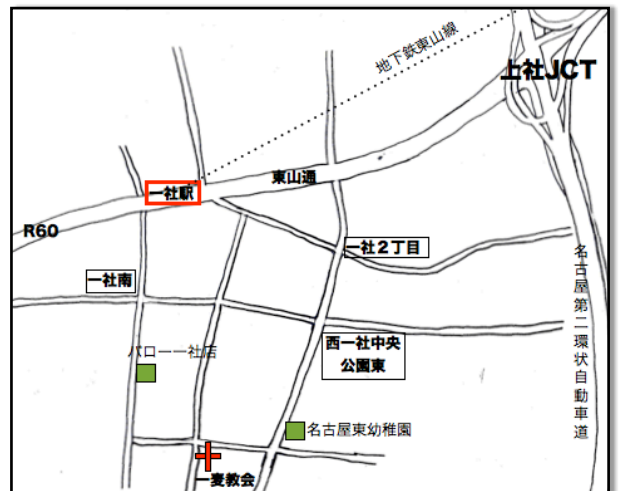 地下鉄東山線
上社JCT
東山通
一社駅
R60
一社2丁目
名古屋第二環状自動車道
一社南
西一社中央
公園東
バロー一社店
名古屋東幼稚園
一麦教会